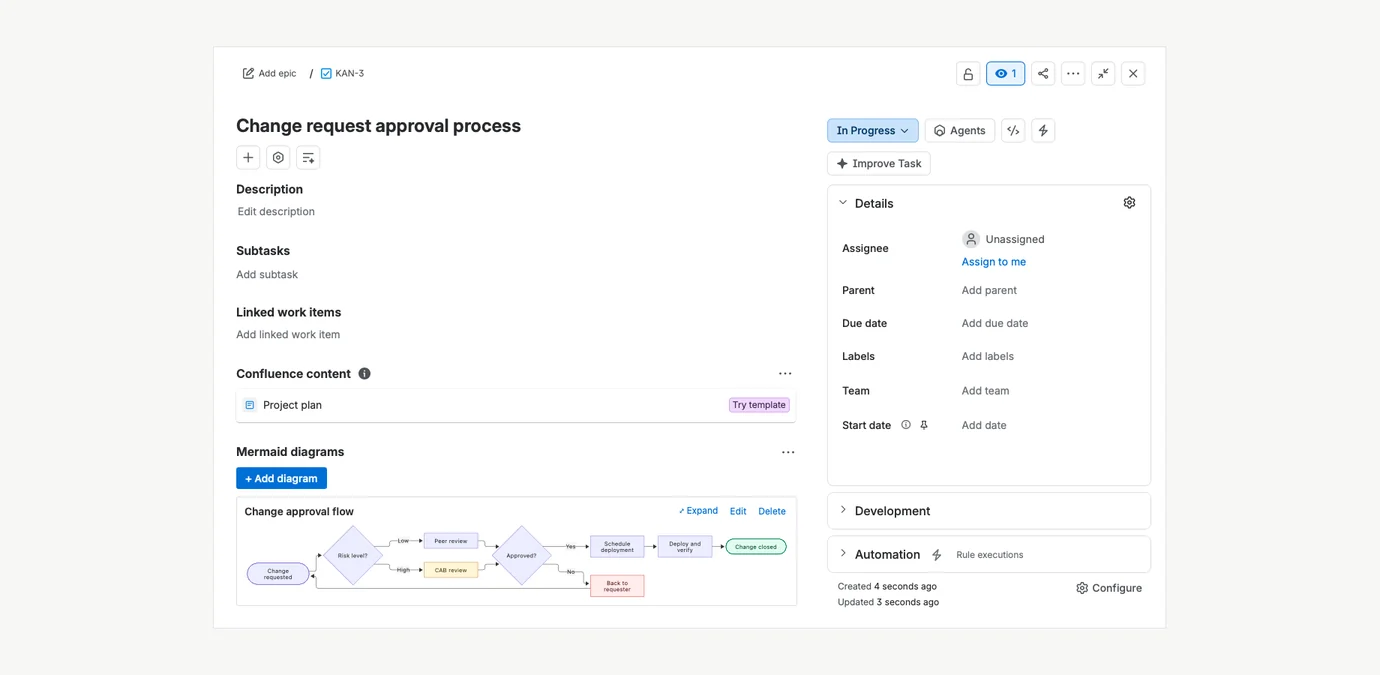 Add epic / KAN-3
1
Change request approval process
In Progress
Agents
Improve Task
Description
Edit description
Subtasks
Add subtask
Linked work items
Add linked work item
Confluence content
Project plan
Try template
Mermaid diagrams
+ Add diagram
Change approval flow
Expand
Edit
Delete
Change
requested
Risk level?
Low
High
Peer review
CAB review
Approved?
Yes
No
Schedule
deployment
Deploy and
verify
Change closed
Back to
requester
Details
Assignee
Unassigned
Assign to me
Parent
Add parent
Due date
Add due date
Labels
Add labels
Team
Add team
Start date
Add date
Development
Automation
Rule executions
Created 4 seconds ago
Updated 3 seconds ago
Configure